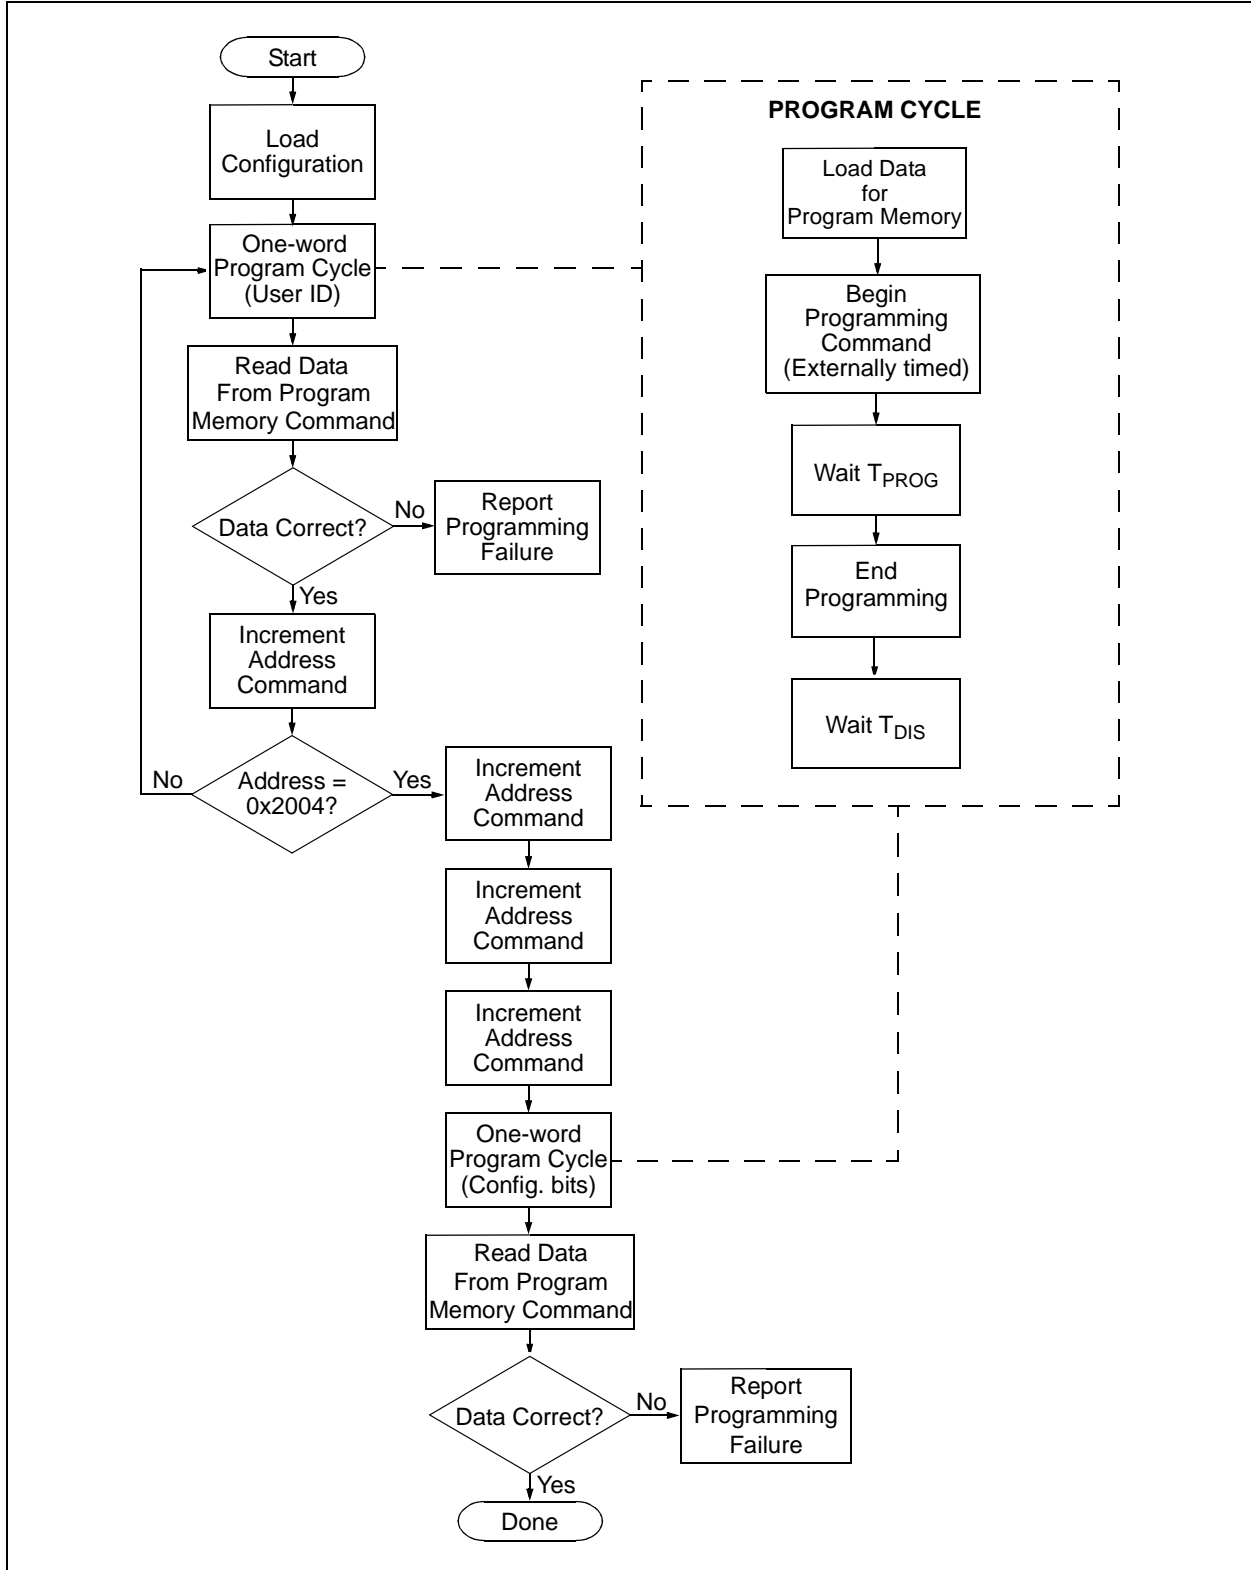 Start
Load
Configuration
One-word
Program Cycle
(User ID)
Read Data
From Program
Memory Command
Data Correct?
No
Report
Programming
Failure
Yes
Increment
Address
Command
Address =
0x2004?
No
Yes
Increment
Address
Command
Increment
Address
Command
Increment
Address
Command
One-word
Program Cycle
(Config. bits)
Read Data
From Program
Memory Command
Data Correct?
No
Report
Programming
Failure
Yes
Done
PROGRAM CYCLE
Load Data
for
Program Memory
Begin
Programming
Command
(Externally timed)
Wait TPROG
End
Programming
Wait TDIS